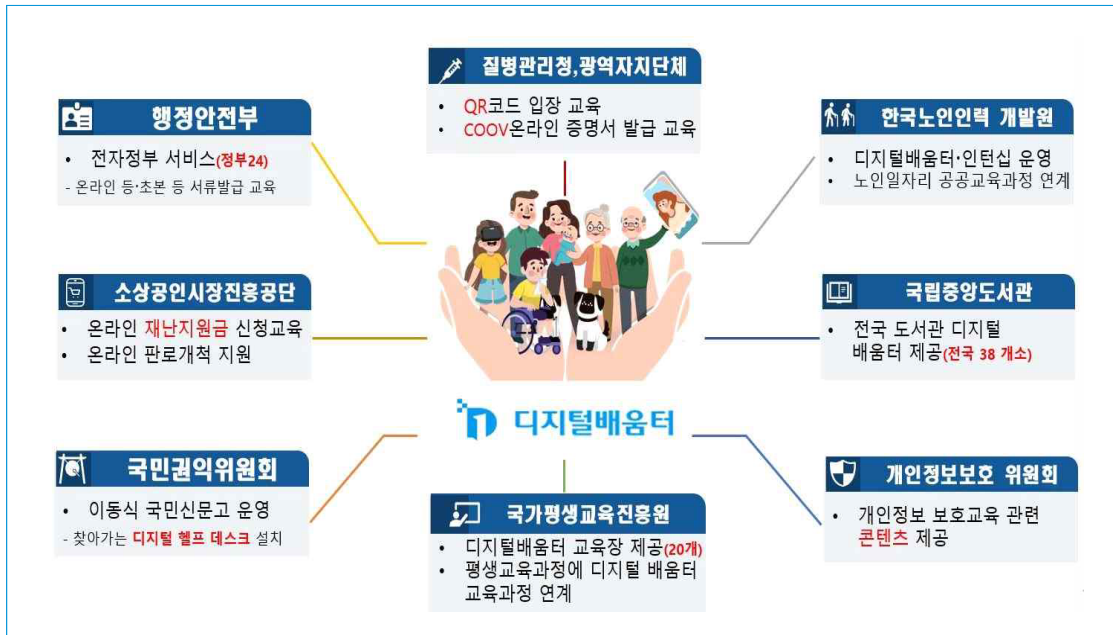 질병관리청,광역자치단체
• QR코드 입장 교육
• COOV온라인 증명서 발급 교육
행정안전부
• 전자정부 서비스(정부24)
- 온라인 등·초본 등 서류발급 교육
한국노인인력 개발원
• 디지털배움터·인턴십 운영
• 노인일자리 공공교육과정 연계
소상공인시장진흥공단
• 온라인 재난지원금 신청교육
• 온라인 판로개척 지원
국립중앙도서관
• 전국 도서관 디지털
배움터 제공(전국 38 개소)
디지털배움터
국민권익위원회
• 이동식 국민신문고 운영
- 찾아가는 디지털 헬프 데스크 설치
개인정보보호 위원회
• 개인정보 보호교육 관련
콘텐츠 제공
국가평생교육진흥원
• 디지털배움터 교육장 제공(20개)
• 평생교육과정에 디지털 배움터
교육과정 연계